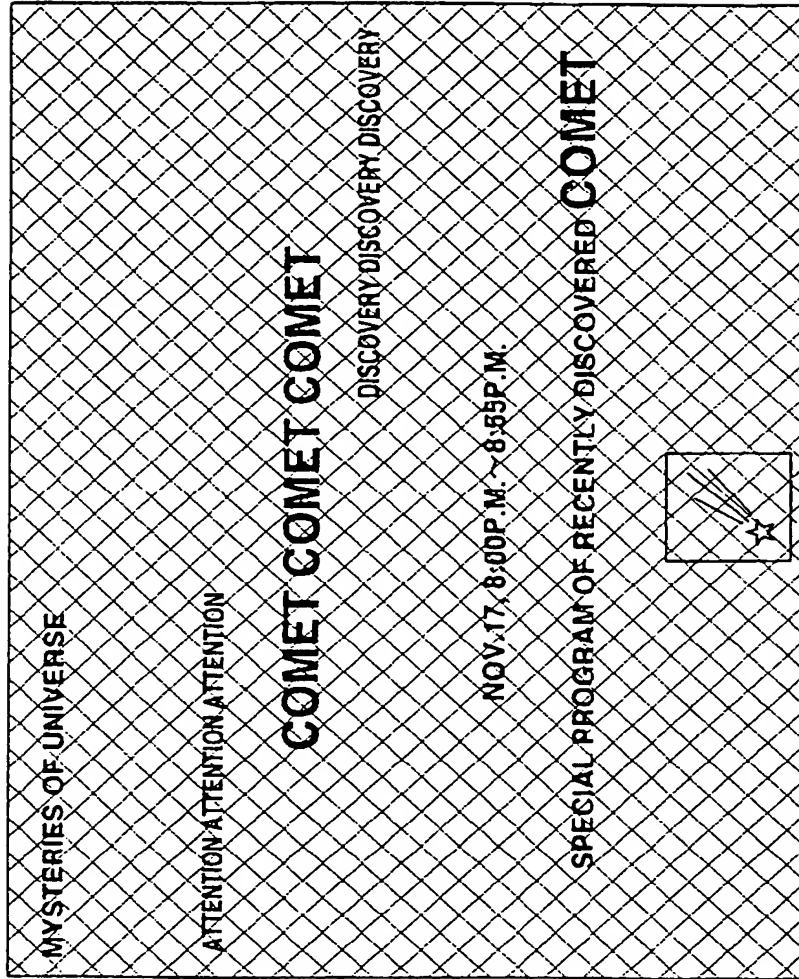 MYSTERIES OF UNIVERSE
ATTENTION ATTENTION ATTENTION
COMET COMET COMET
DISCOVERY DISCOVERY DISCOVERY
NOV.17, 8:00P.M.~8:55P.M.
SPECIAL PROGRAM OF RECENTLY DISCOVERED COMET